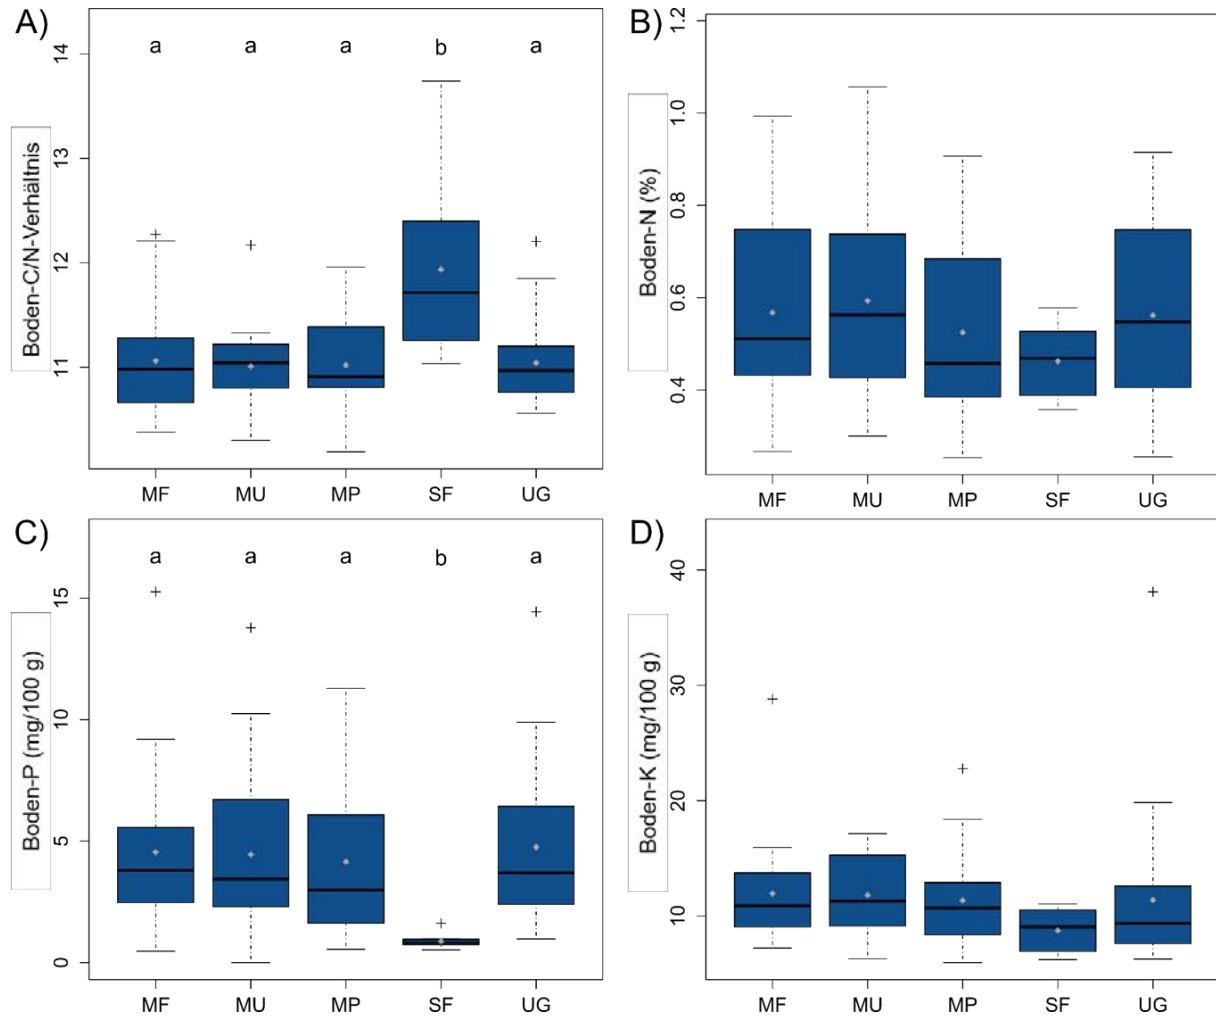 A)
a a a b a
Boden-C/N-Verhältnis
14
13
12
11
MF MU MP SF UG
B)
Boden-N (%)
1.2
1.0
0.8
0.6
0.4
MF MU MP SF UG
C)
a a a b a
Boden-P (mg/100 g)
15
10
5
0
MF MU MP SF UG
D)
Boden-K (mg/100 g)
40
30
20
10
MF MU MP SF UG